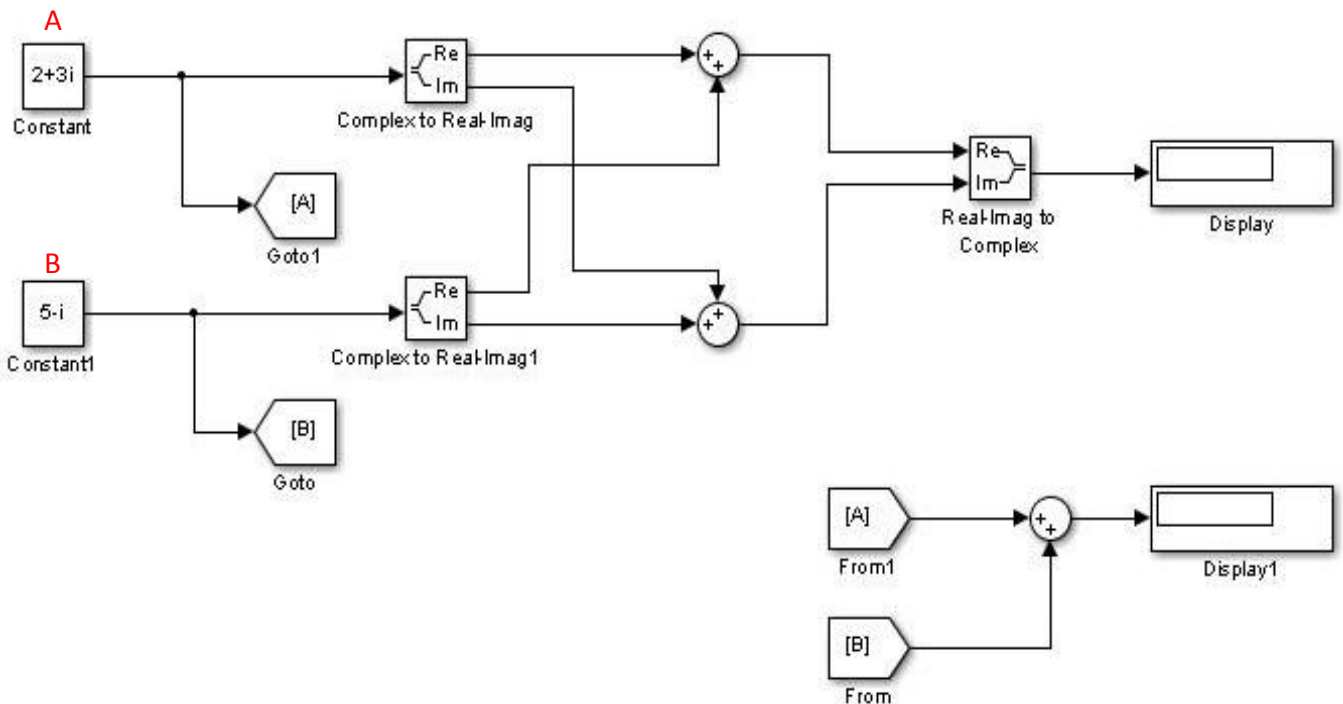 A
2+3i
Constant
Re
Im
Complex to Real-Imag
+
+
[A]
Goto1
Re
Im
Real-Imag to
Complex
Display
B
5-i
Constant1
Re
Im
Complex to Real-Imag1
+
+
[B]
Goto
[A]
From1
+
+
Display1
[B]
From